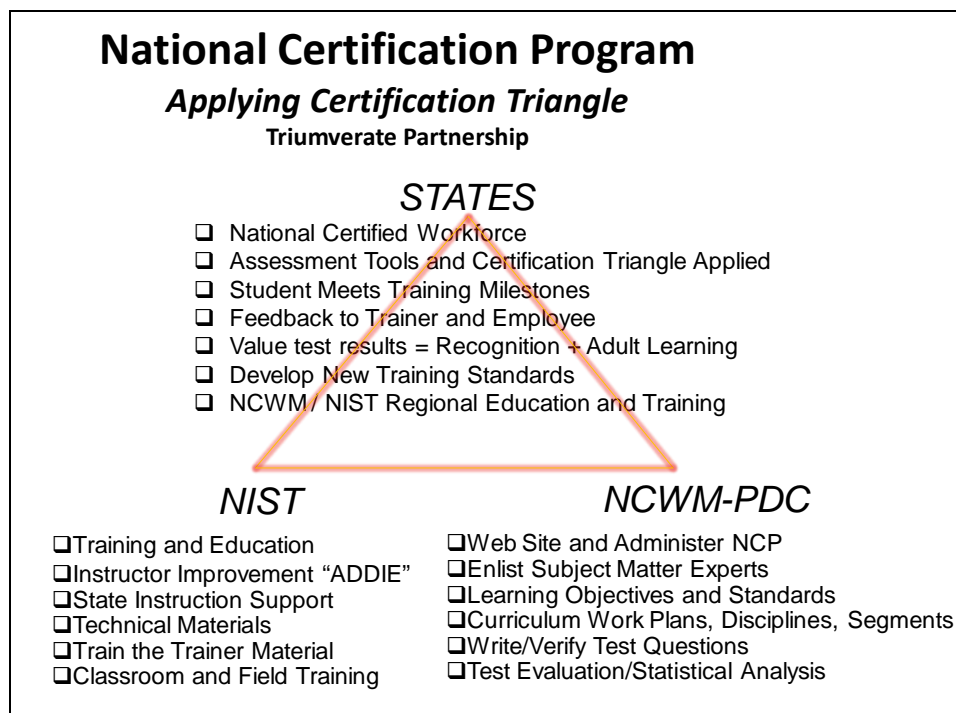 National Certification Program
Applying Certification Triangle
Triumverate Partnership
STATES
❑ National Certified Workforce
❑ Assessment Tools and Certification Triangle Applied
❑ Student Meets Training Milestones
❑ Feedback to Trainer and Employee
❑ Value test results = Recognition + Adult Learning
❑ Develop New Training Standards
❑ NCWM / NIST Regional Education and Training
NIST
❑Training and Education
❑Instructor Improvement “ADDIE”
❑State Instruction Support
❑Technical Materials
❑Train the Trainer Material
❑Classroom and Field Training
NCWM-PDC
❑Web Site and Administer NCP
❑Enlist Subject Matter Experts
❑Learning Objectives and Standards
❑Curriculum Work Plans, Disciplines, Segments
❑Write/Verify Test Questions
❑Test Evaluation/Statistical Analysis